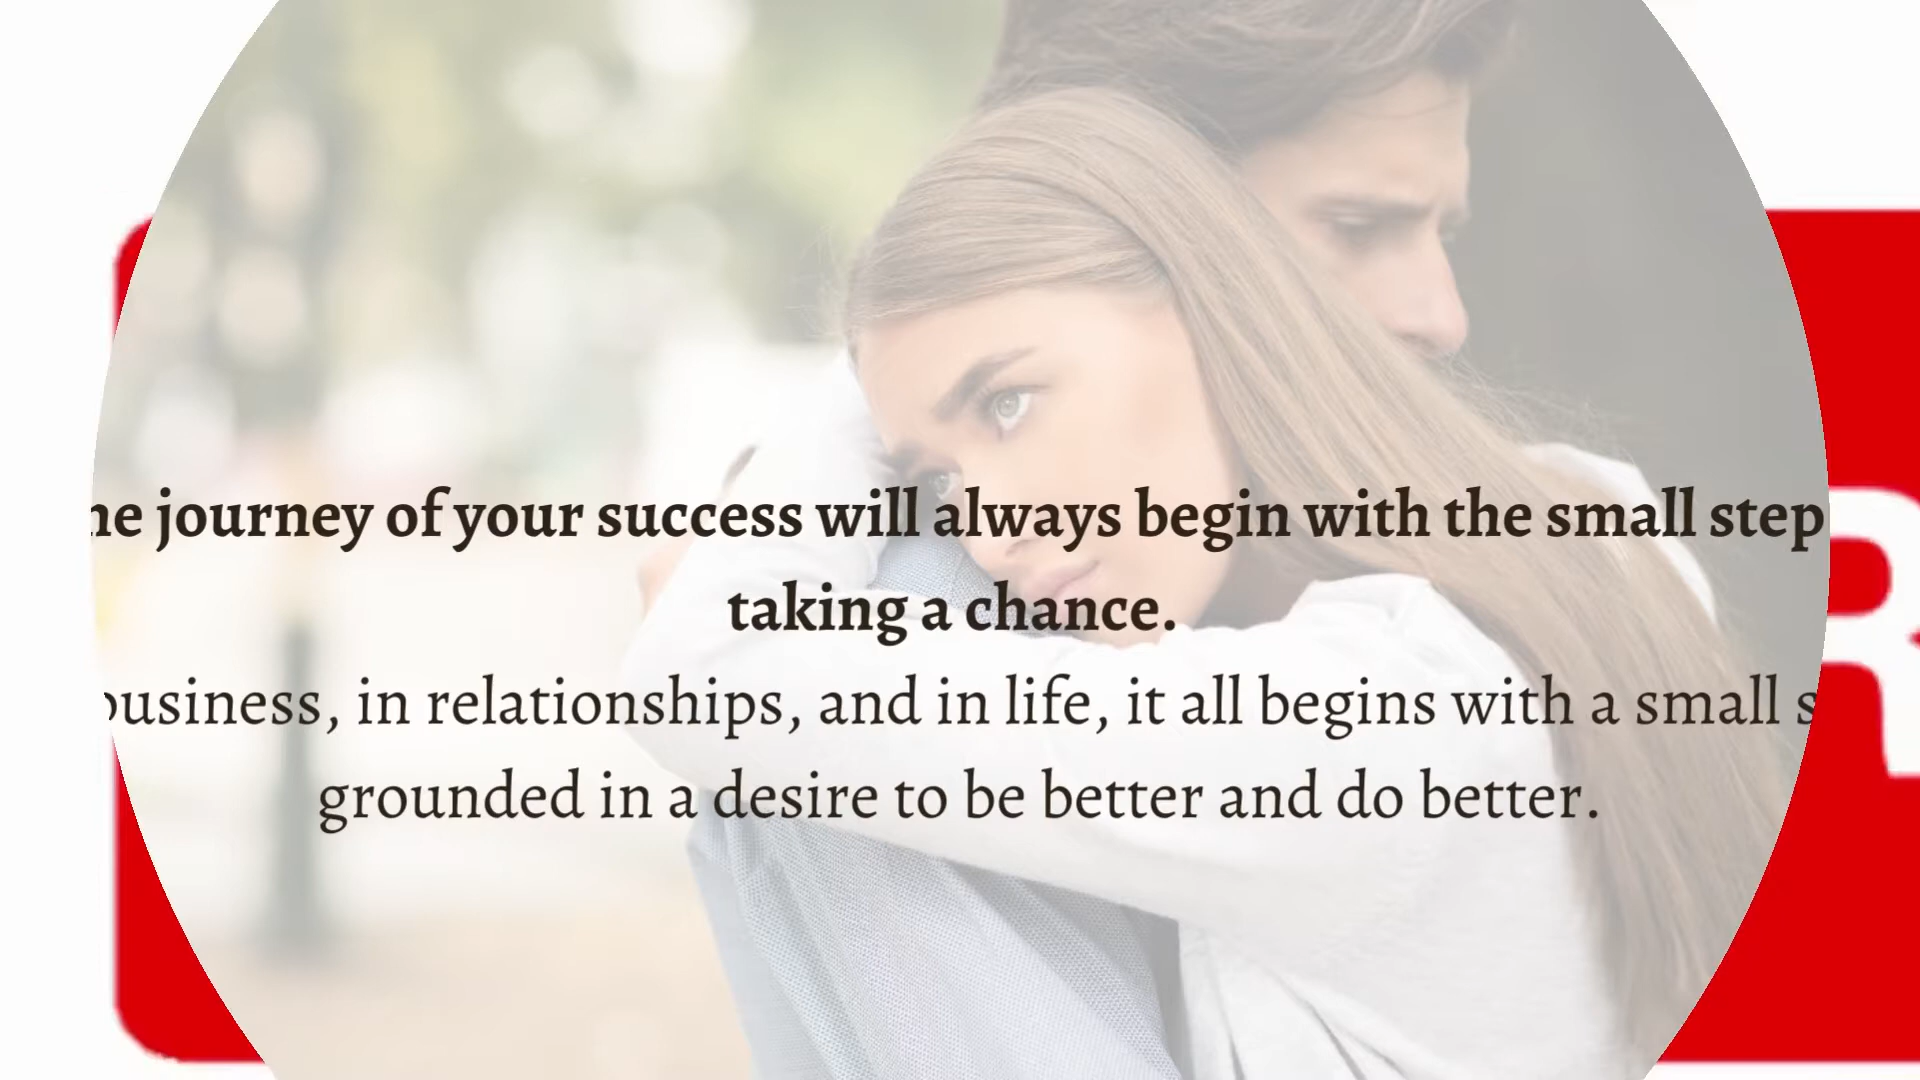 journey of your success will always begin with the small step
taking a chance.
in relationships, and in life, it all begins with a small
grounded in a desire to be better and do better.
R